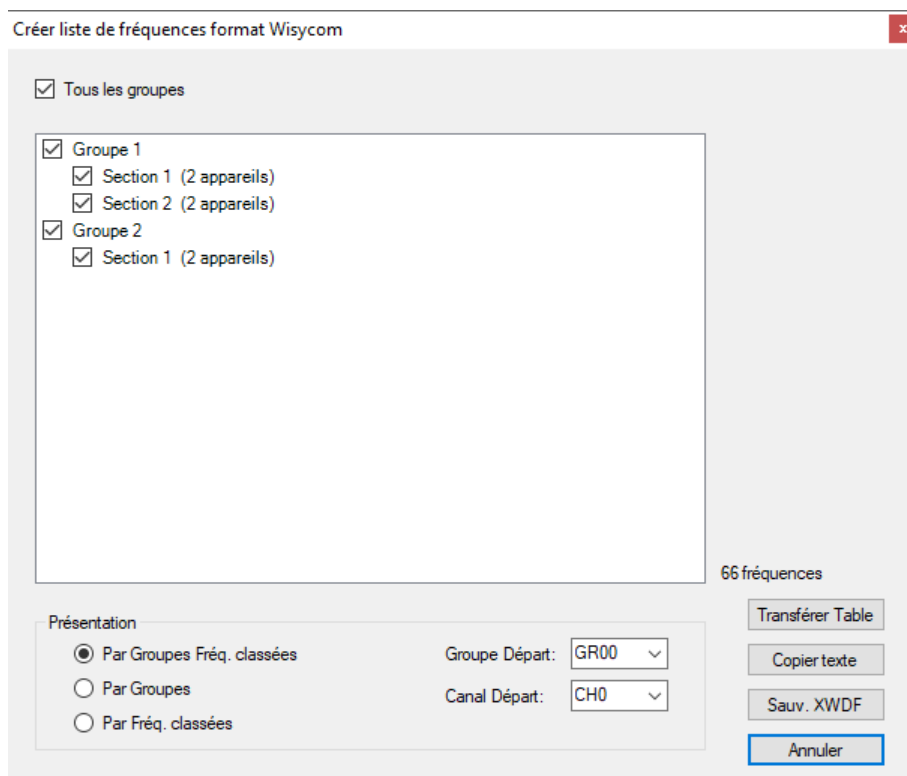 Créer liste de fréquences format Wisycom
x
Tous les groupes
Groupe 1
Section 1 (2 appareils)
Section 2 (2 appareils)
Groupe 2
Section 1 (2 appareils)
66 fréquences
Transférer Table
Copier texte
Sauv. XWDF
Annuler
Présentation
Par Groupes Fréq. classées
Par Groupes
Par Fréq. classées
Groupe Départ: GR00
Canal Départ: CH0